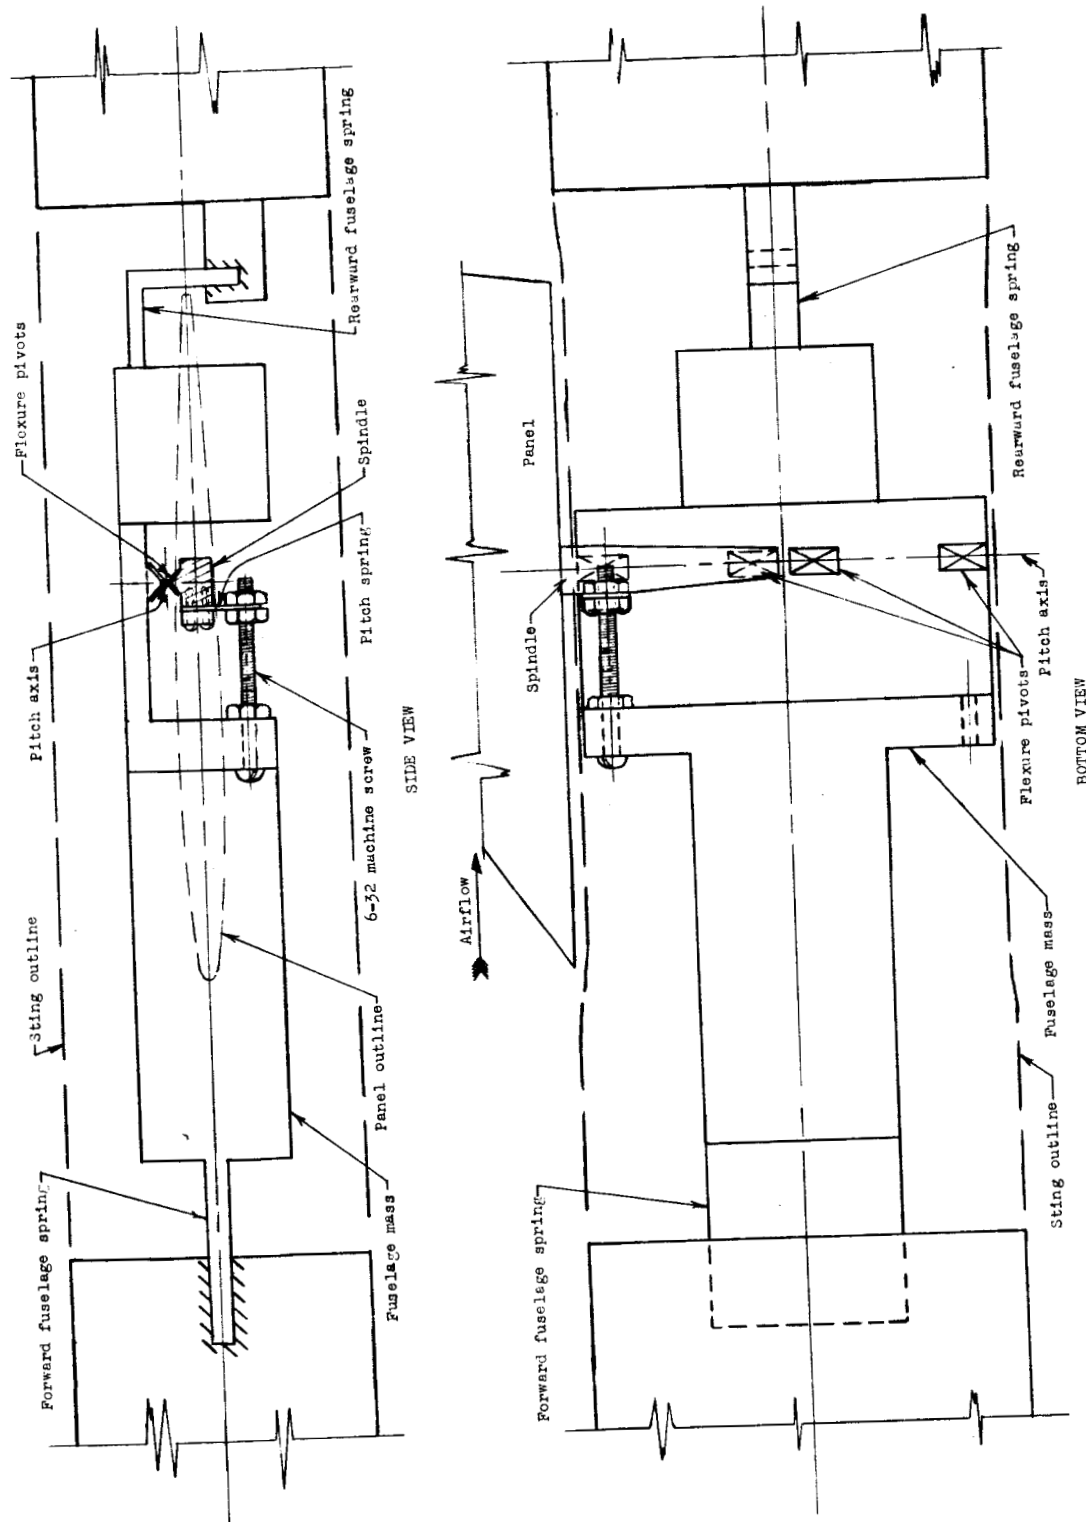 Forward fuselage spring
Sting outline
Pitch axis
Flexure pivots
Rearward fuselage spring
Spindle
Pitch spring
6-32 machine screw
Panel outline
Fuselage mass
SIDE VIEW
Airflow
Panel
Spindle
Forward fuselage spring
Rearward fuselage spring
Pitch axis
Flexure pivots
Fuselage mass
Sting outline
BOTTOM VIEW